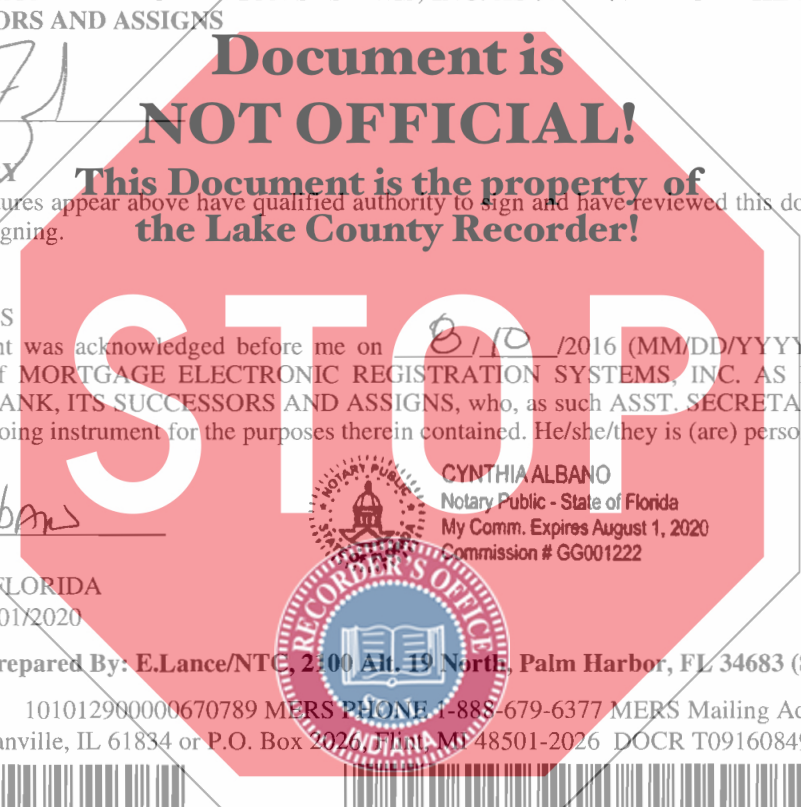 ORS AND ASSIGNS
Document is
NOT OFFICIAL!
This Document is the property of
ures appear above have qualified authority to sign and have reviewed this do
gning.
the Lake County Recorder!
S
nt was acknowledged before me on 8/10/2016 (MM/DD/YYYY
f MORTGAGE ELECTRONIC REGISTRATION SYSTEMS, INC. AS
ANK, ITS SUCCESSORS AND ASSIGNS, who, as such ASST. SECRETA
oing instrument for the purposes therein contained. He/she/they is (are) perso
STOP
NOTARY PUBLIC
CYNTHIA ALBANO
Notary Public - State of Florida
My Comm. Expires August 1, 2020
Commission # GG001222
FLORIDA
01/2020
RECORDER'S OFFICE
repared By: E.Lance/NTC, 2100 Alt. 19 North, Palm Harbor, FL 34683 (8
SEAL
101012900000670789 MERS PHONE 1-888-679-6377 MERS Mailing Ad
anville, IL 61834 or P.O. Box 2026, Flint, MI 48501-2026 DOCR T09160849
INDIANA